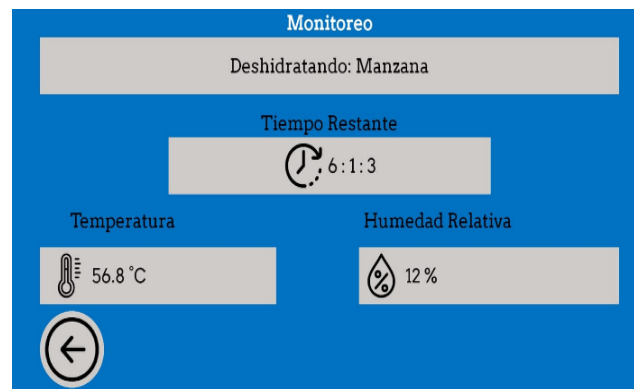 Monitoreo
Deshidratando: Manzana
Tiempo Restante
6:1:3
Temperatura
Humedad Relativa
56.8 °C
12 %